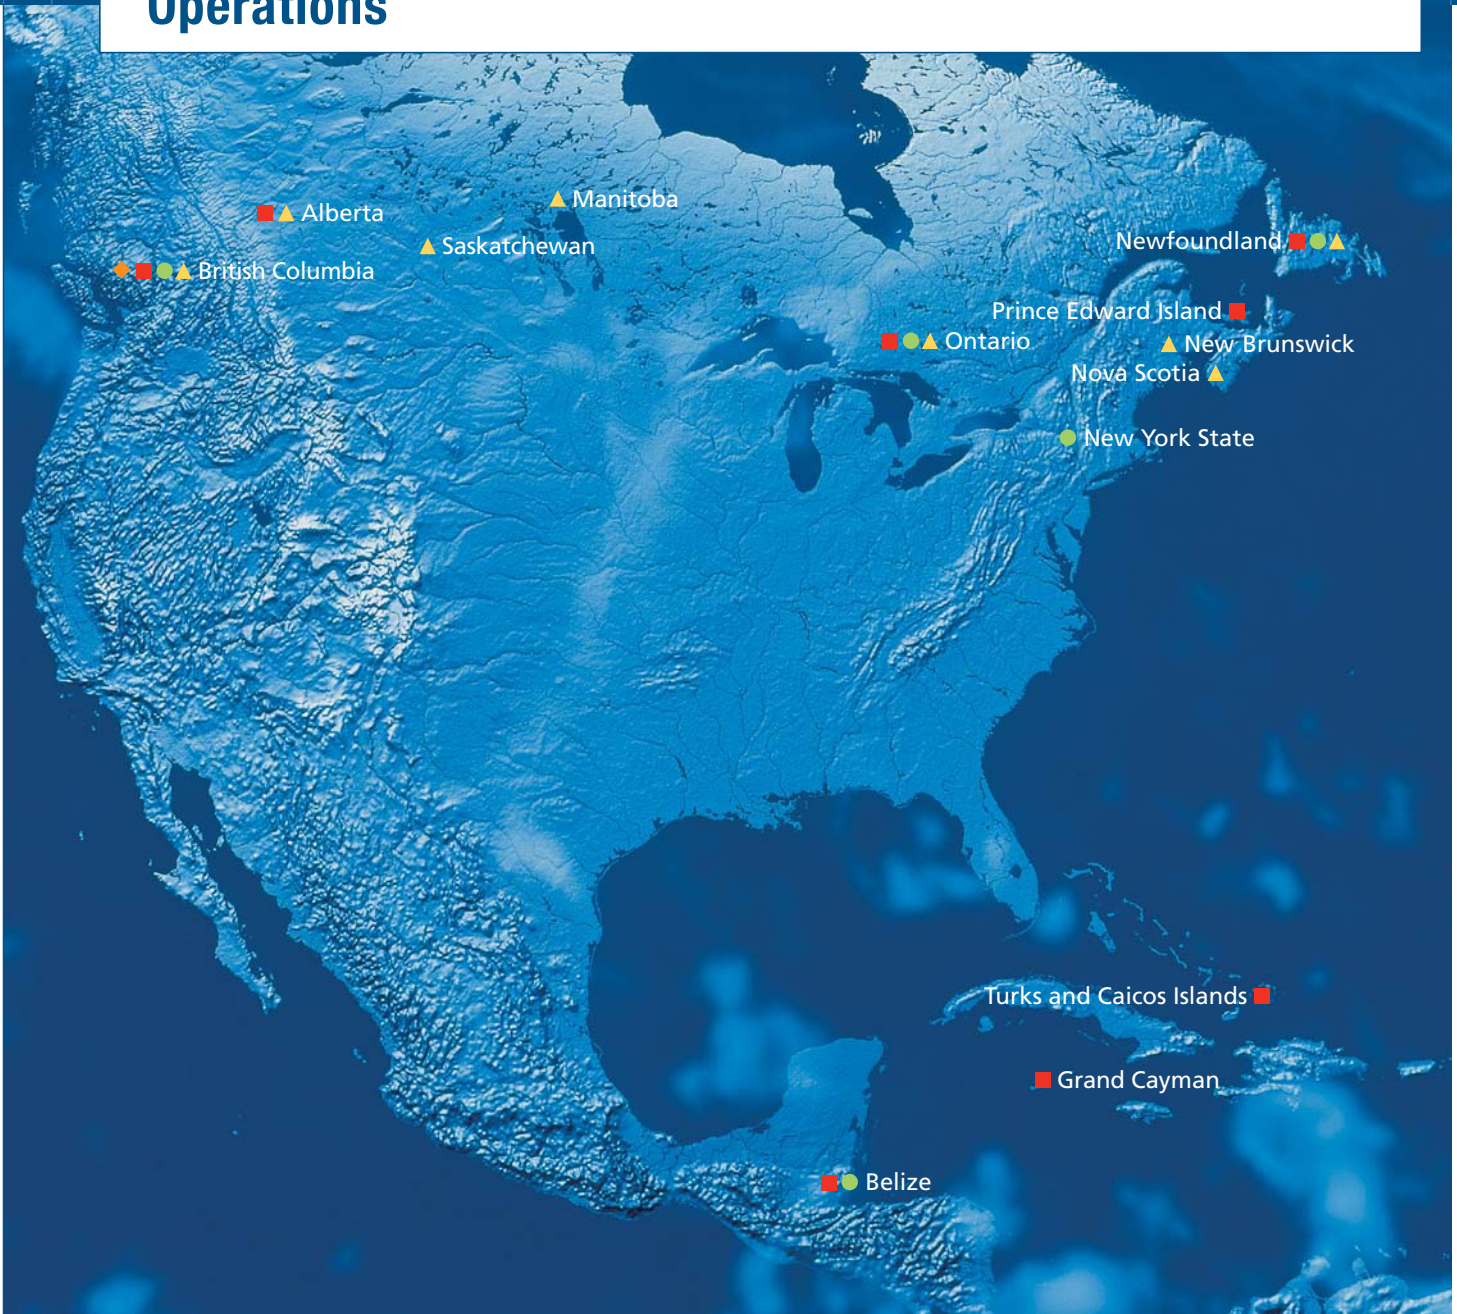 Operations
Manitoba
Alberta
Saskatchewan
Newfoundland
British Columbia
Prince Edward Island
Ontario
New Brunswick
Nova Scotia
New York State
Turks and Caicos Islands
Grand Cayman
Belize